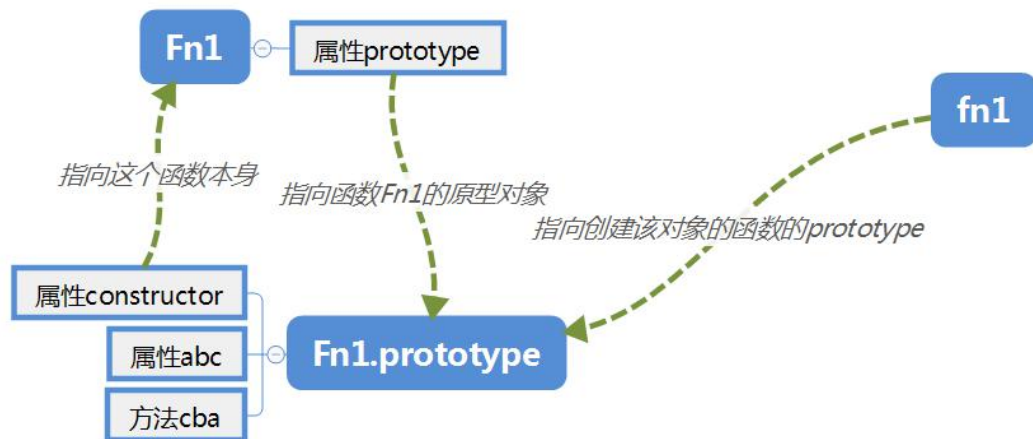 Fn1
属性prototype
fn1
指向这个函数本身
指向函数Fn1的原型对象
指向创建该对象的函数的prototype
属性constructor
属性abc
Fn1.prototype
方法cba